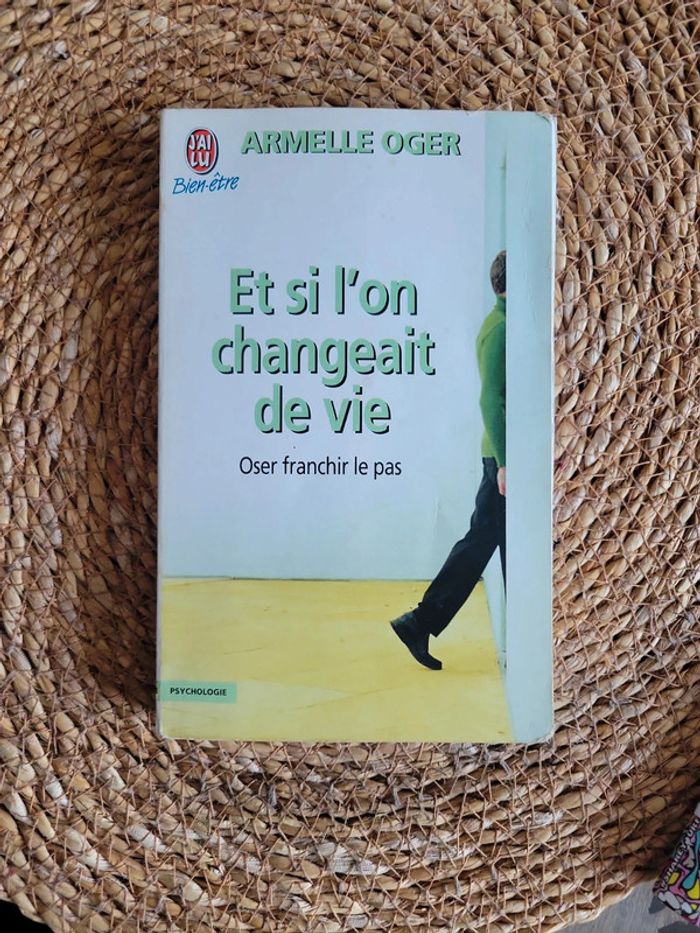 J'AI
LU
Bien-être
ARMELLE OGER
Et si l'on
changeait
de vie
Oser franchir le pas
PSYCHOLOGIE